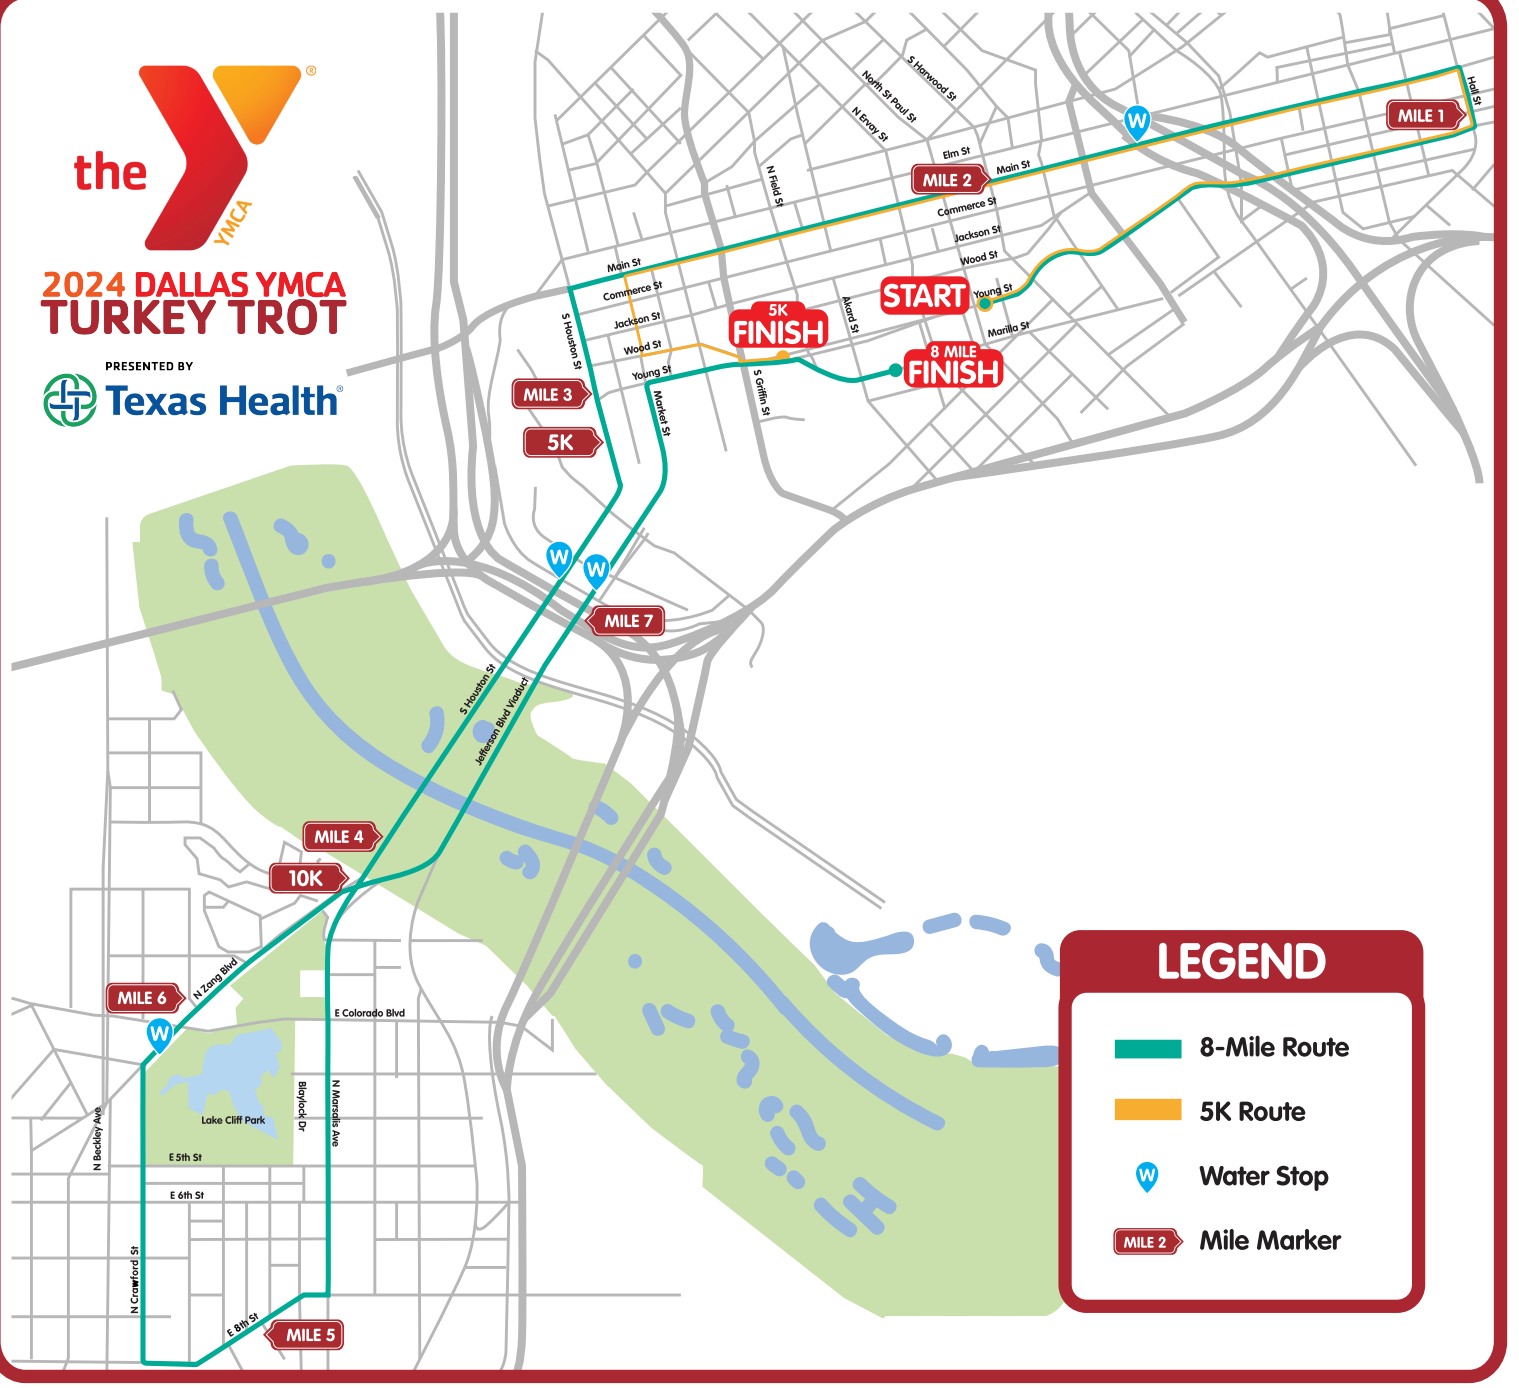 the
YMCA
®
2024 DALLAS YMCA
TURKEY TROT
PRESENTED BY
Texas Health®
S Harwood St
North St Paul St
N Ervay St
N Field St
Elm St
Main St
Commerce St
Jackson St
Wood St
Young St
Marilla St
Akard St
Hall St
MILE 1
W
MILE 2
START
5K
FINISH
8 MILE
FINISH
Main St
Commerce St
Jackson St
Wood St
Young St
S Houston St
Market St
S Griffin St
MILE 3
5K
W
W
MILE 7
S Houston St
Jefferson Blvd Viaduct
MILE 4
10K
N Zang Blvd
MILE 6
W
E Colorado Blvd
Blaylock Dr
N Marsalis Ave
N Beckley Ave
Lake Cliff Park
E 5th St
E 6th St
N Crawford St
E 8th St
MILE 5
LEGEND
8-Mile Route
5K Route
W
Water Stop
MILE 2
Mile Marker